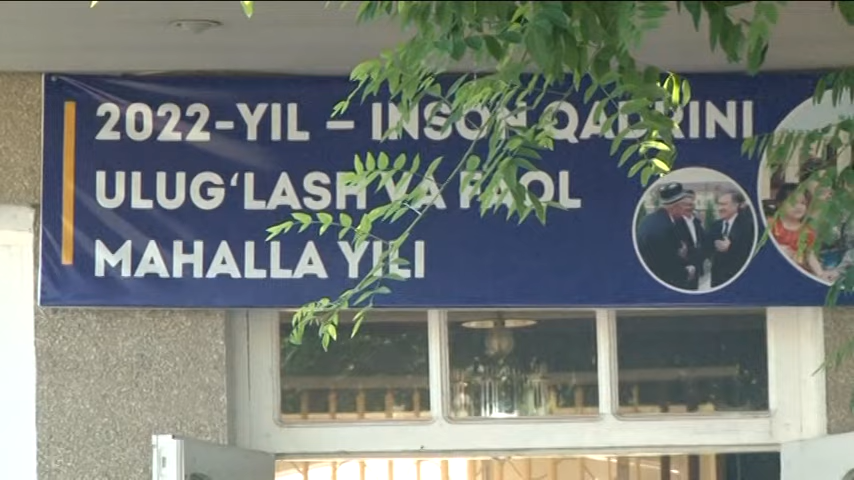 2022-YIL – INSON QADRINI
ULUG‘LASH VA FAOL
MAHALLA YILI